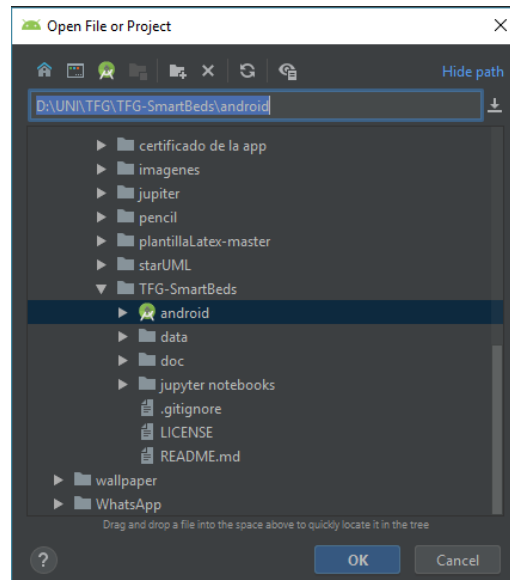 Open File or Project
Hide path
D:\UNI\TFG\TFG-SmartBeds\android
certificado de la app
imagenes
jupiter
pencil
plantillaLatex-master
starUML
TFG-SmartBeds
android
data
doc
jupyter notebooks
.gitignore
LICENSE
README.md
wallpaper
WhatsApp
Drag and drop a file into the space above to quickly locate it in the tree
?
OK
Cancel